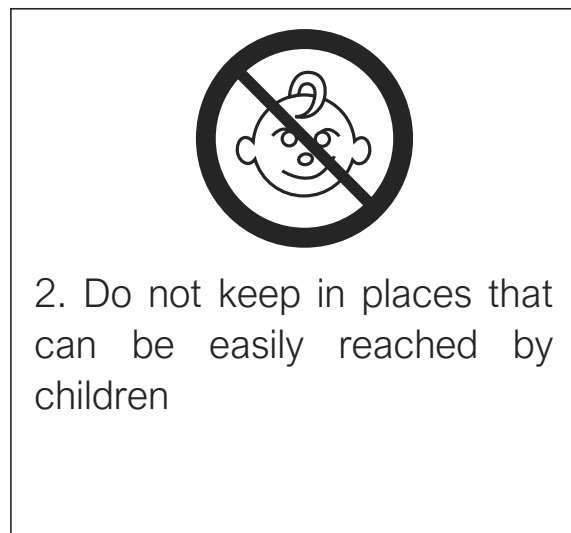 2. Do not keep in places that
can be easily reached by
children